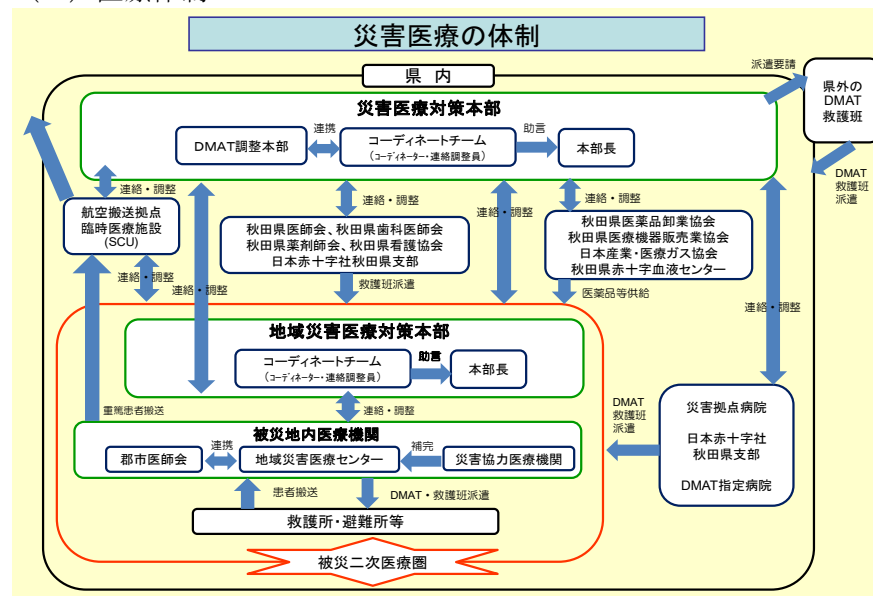 災害医療の体制
県 内
派遣要請
県外の
DMAT
救護班
災害医療対策本部
DMAT調整本部
連携
コーディネートチーム
(コーディネーター・連絡調整員)
助言
本部長
DMAT
救護班
派遣
連絡・調整
航空搬送拠点
臨時医療施設
(SCU)
連絡・調整
連絡・調整
連絡・調整
連絡・調整
秋田県医師会、秋田県歯科医師会
秋田県薬剤師会、秋田県看護協会
日本赤十字社秋田県支部
秋田県医薬品卸業協会
秋田県医療機器販売業協会
日本産業・医療ガス協会
秋田県赤十字血液センター
連絡・調整
連絡・調整
救護班派遣
医薬品等供給
連絡・調整
地域災害医療対策本部
コーディネートチーム
(コーディネーター・連絡調整員)
助言
本部長
重篤患者搬送
連絡・調整
DMAT
救護班
派遣
災害拠点病院
日本赤十字社
秋田県支部
DMAT指定病院
被災地内医療機関
郡市医師会
連携
地域災害医療センター
補完
災害協力医療機関
患者搬送
DMAT・救護班派遣
救護所・避難所等
被災二次医療圏